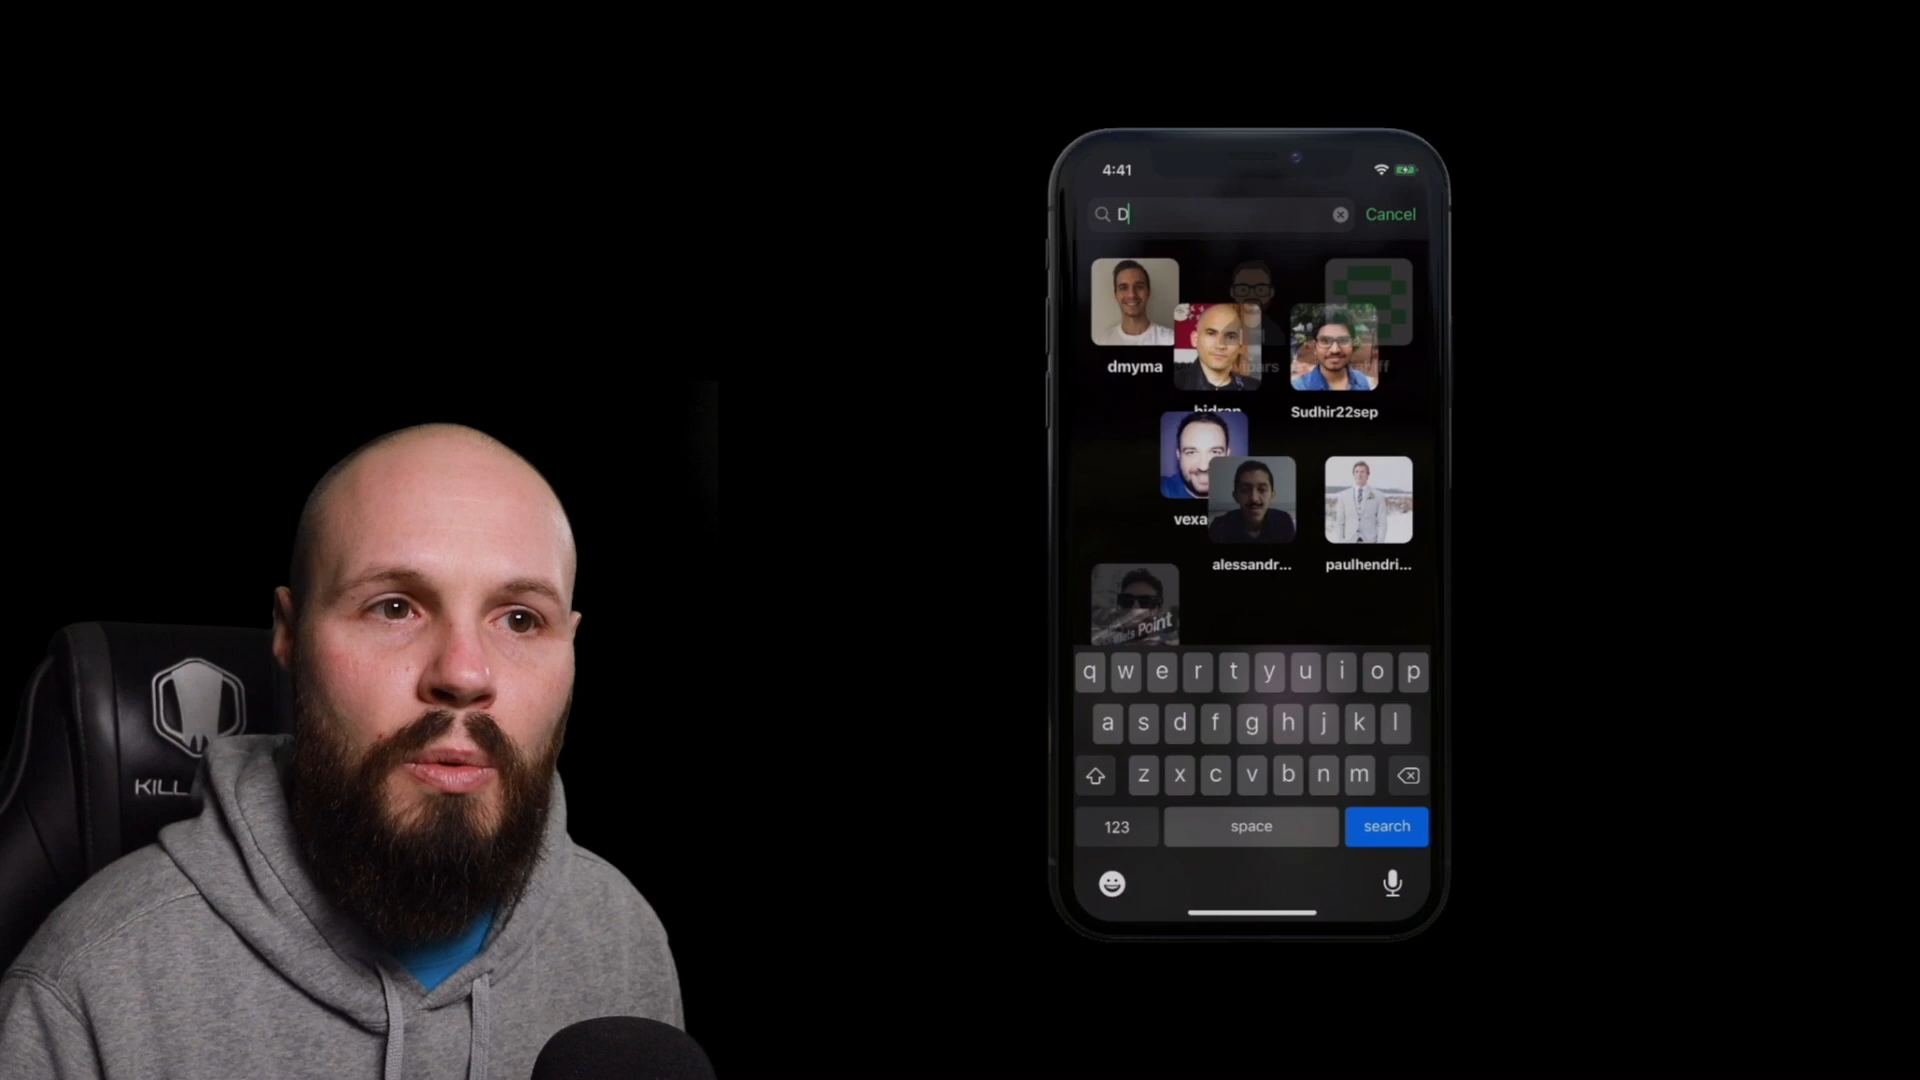 4:41
D
Cancel
dmyma
Sudhir22sep
vexa
alessandr...
paulhendri...
Point
q w e r t y u i o p
a s d f g h j k l
z x c v b n m
123
space
search
KILL